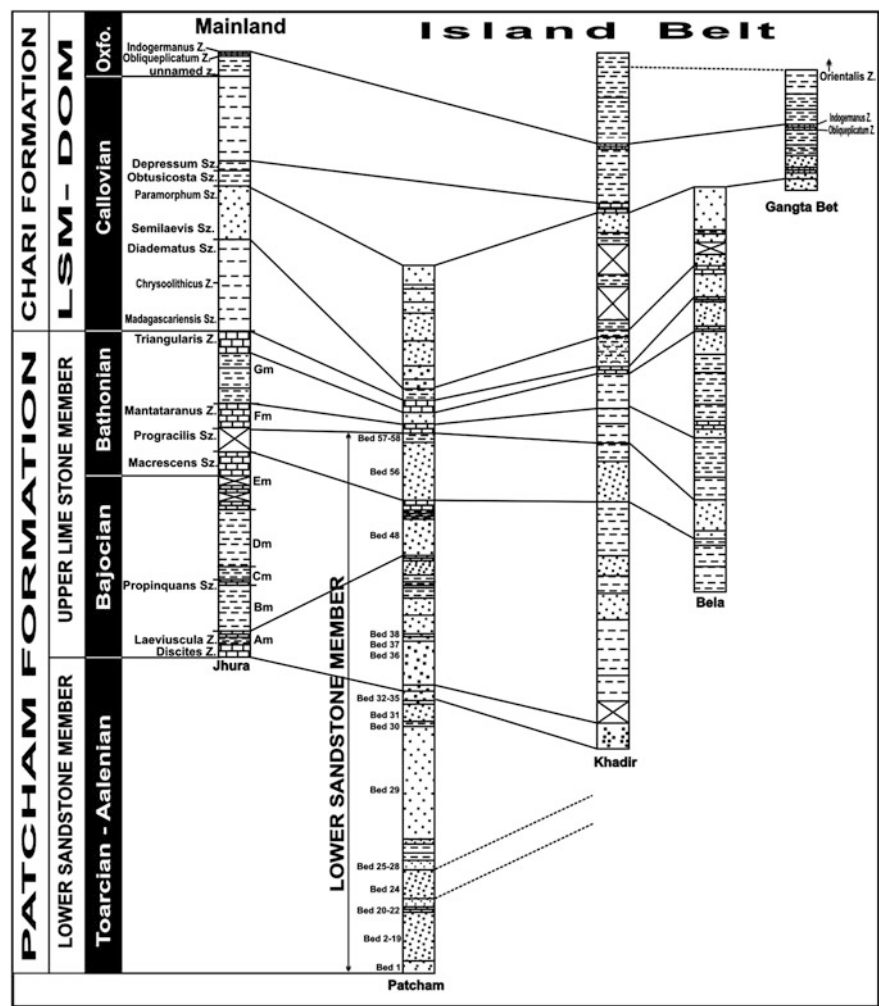 Mainland
Island Belt
CHARI FORMATION
PATCHAM FORMATION
LSM- DOM
UPPER LIME STONE MEMBER
LOWER SANDSTONE MEMBER
Oxfo.
Callovian
Bathonian
Bajocian
Toarcian - Aalenian
Indogermanus Z.
Obliqueplicatum Z.
unnamed z.
Depressum Sz.
Obtusicosta Sz.
Paramorphum Sz.
Semilaevis Sz.
Diadematus Sz.
Chrysoolithicus Z.
Madagascariensis Sz.
Triangularis Z.
Gm
Mantataranus Z.
Fm
Progracilis Sz.
Macrescens Sz.
Em
Dm
Cm
Propinquans Sz.
Bm
Laeviuscula Z.
Am
Discites Z.
Jhura
LOWER SANDSTONE MEMBER
Bed 57-58
Bed 56
Bed 48
Bed 38
Bed 37
Bed 36
Bed 32-35
Bed 31
Bed 30
Bed 29
Bed 25-28
Bed 24
Bed 20-22
Bed 2-19
Bed 1
Patcham
Khadir
Bela
Orientalis Z.
Indogermanus Z.
Obliqueplicatum Z.
Gangta Bet